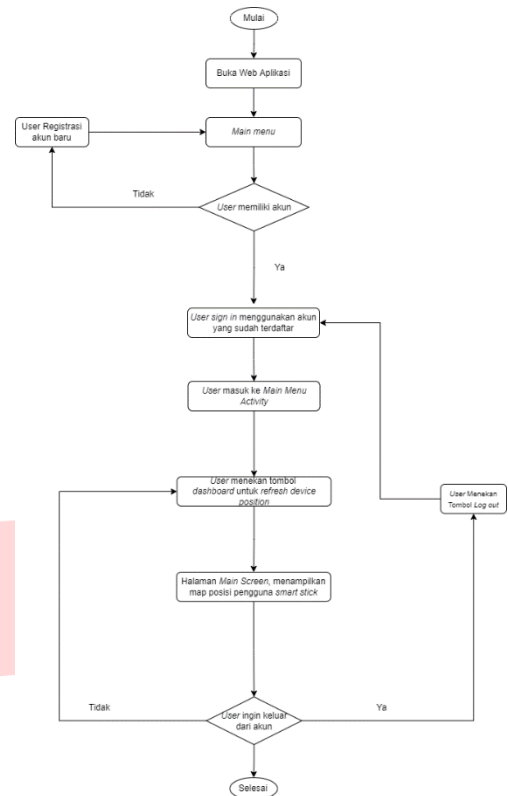 Mulai
Buka Web Aplikasi
User Registrasi
akun baru
Main menu
Tidak
User memiliki akun
Ya
User sign in menggunakan akun
yang sudah terdaftar
User masuk ke Main Menu
Activity
User menekan tombol
dashboard untuk refresh device
position
User Menekan
Tombol Log out
Halaman Main Screen, menampilkan
map posisi pengguna smart stick
Tidak
User ingin keluar
dari akun
Ya
Selesai